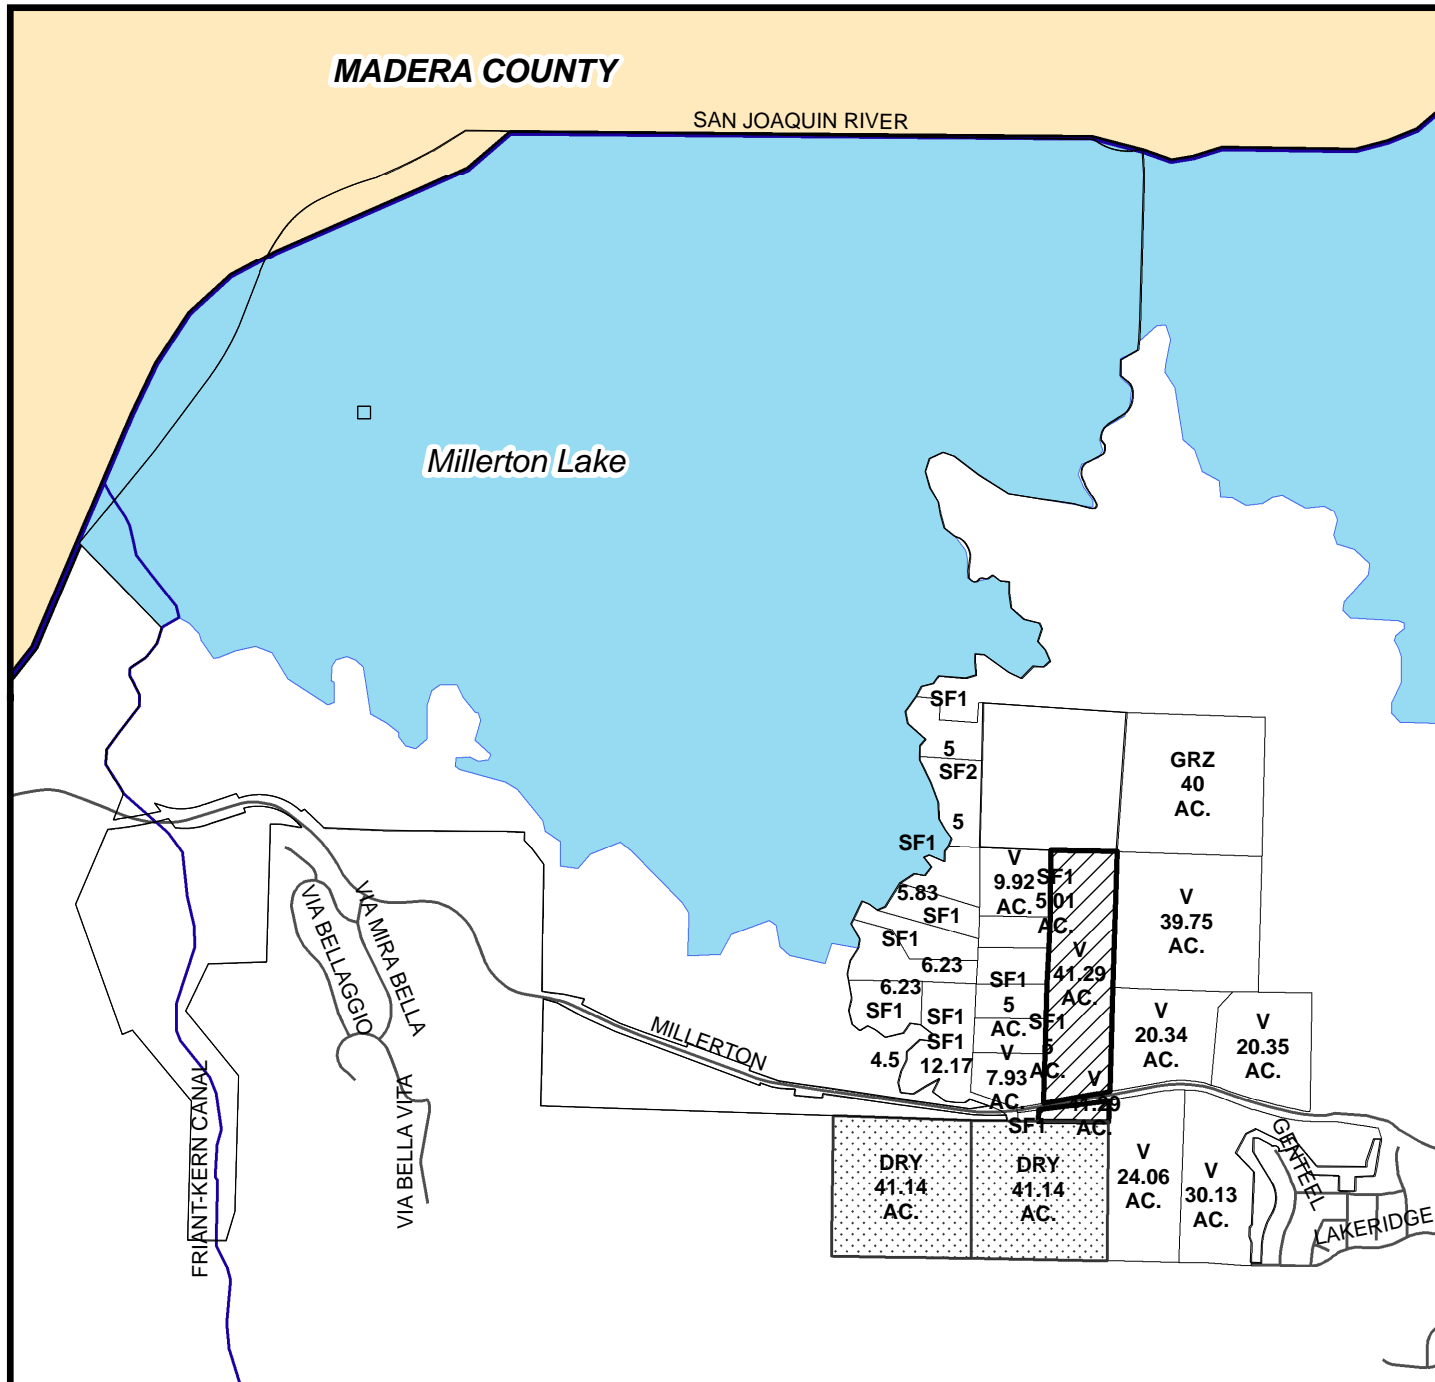 MADERA COUNTY
SAN JOAQUIN RIVER
Millerton Lake
SF1
5
SF2
5
SF1
GRZ
40
AC.
V
9.92
AC.
SF1
5.01
AC.
5.83
SF1
SF1
6.23
6.23
SF1
SF1
V
41.29
AC.
V
39.75
AC.
SF1
5
AC.
SF1
5
AC.
SF1
12.17
4.5
V
7.93
AC.
V
20.34
AC.
V
20.35
AC.
V
41.29
AC.
SF1
DRY
41.14
AC.
DRY
41.14
AC.
V
24.06
AC.
V
30.13
AC.
MILLERTON
VIA MIRA BELLA
VIA BELLAGGIO
VIA BELLA VITA
FRIANT-KERN CANAL
GENTEEL
LAKERIDGE